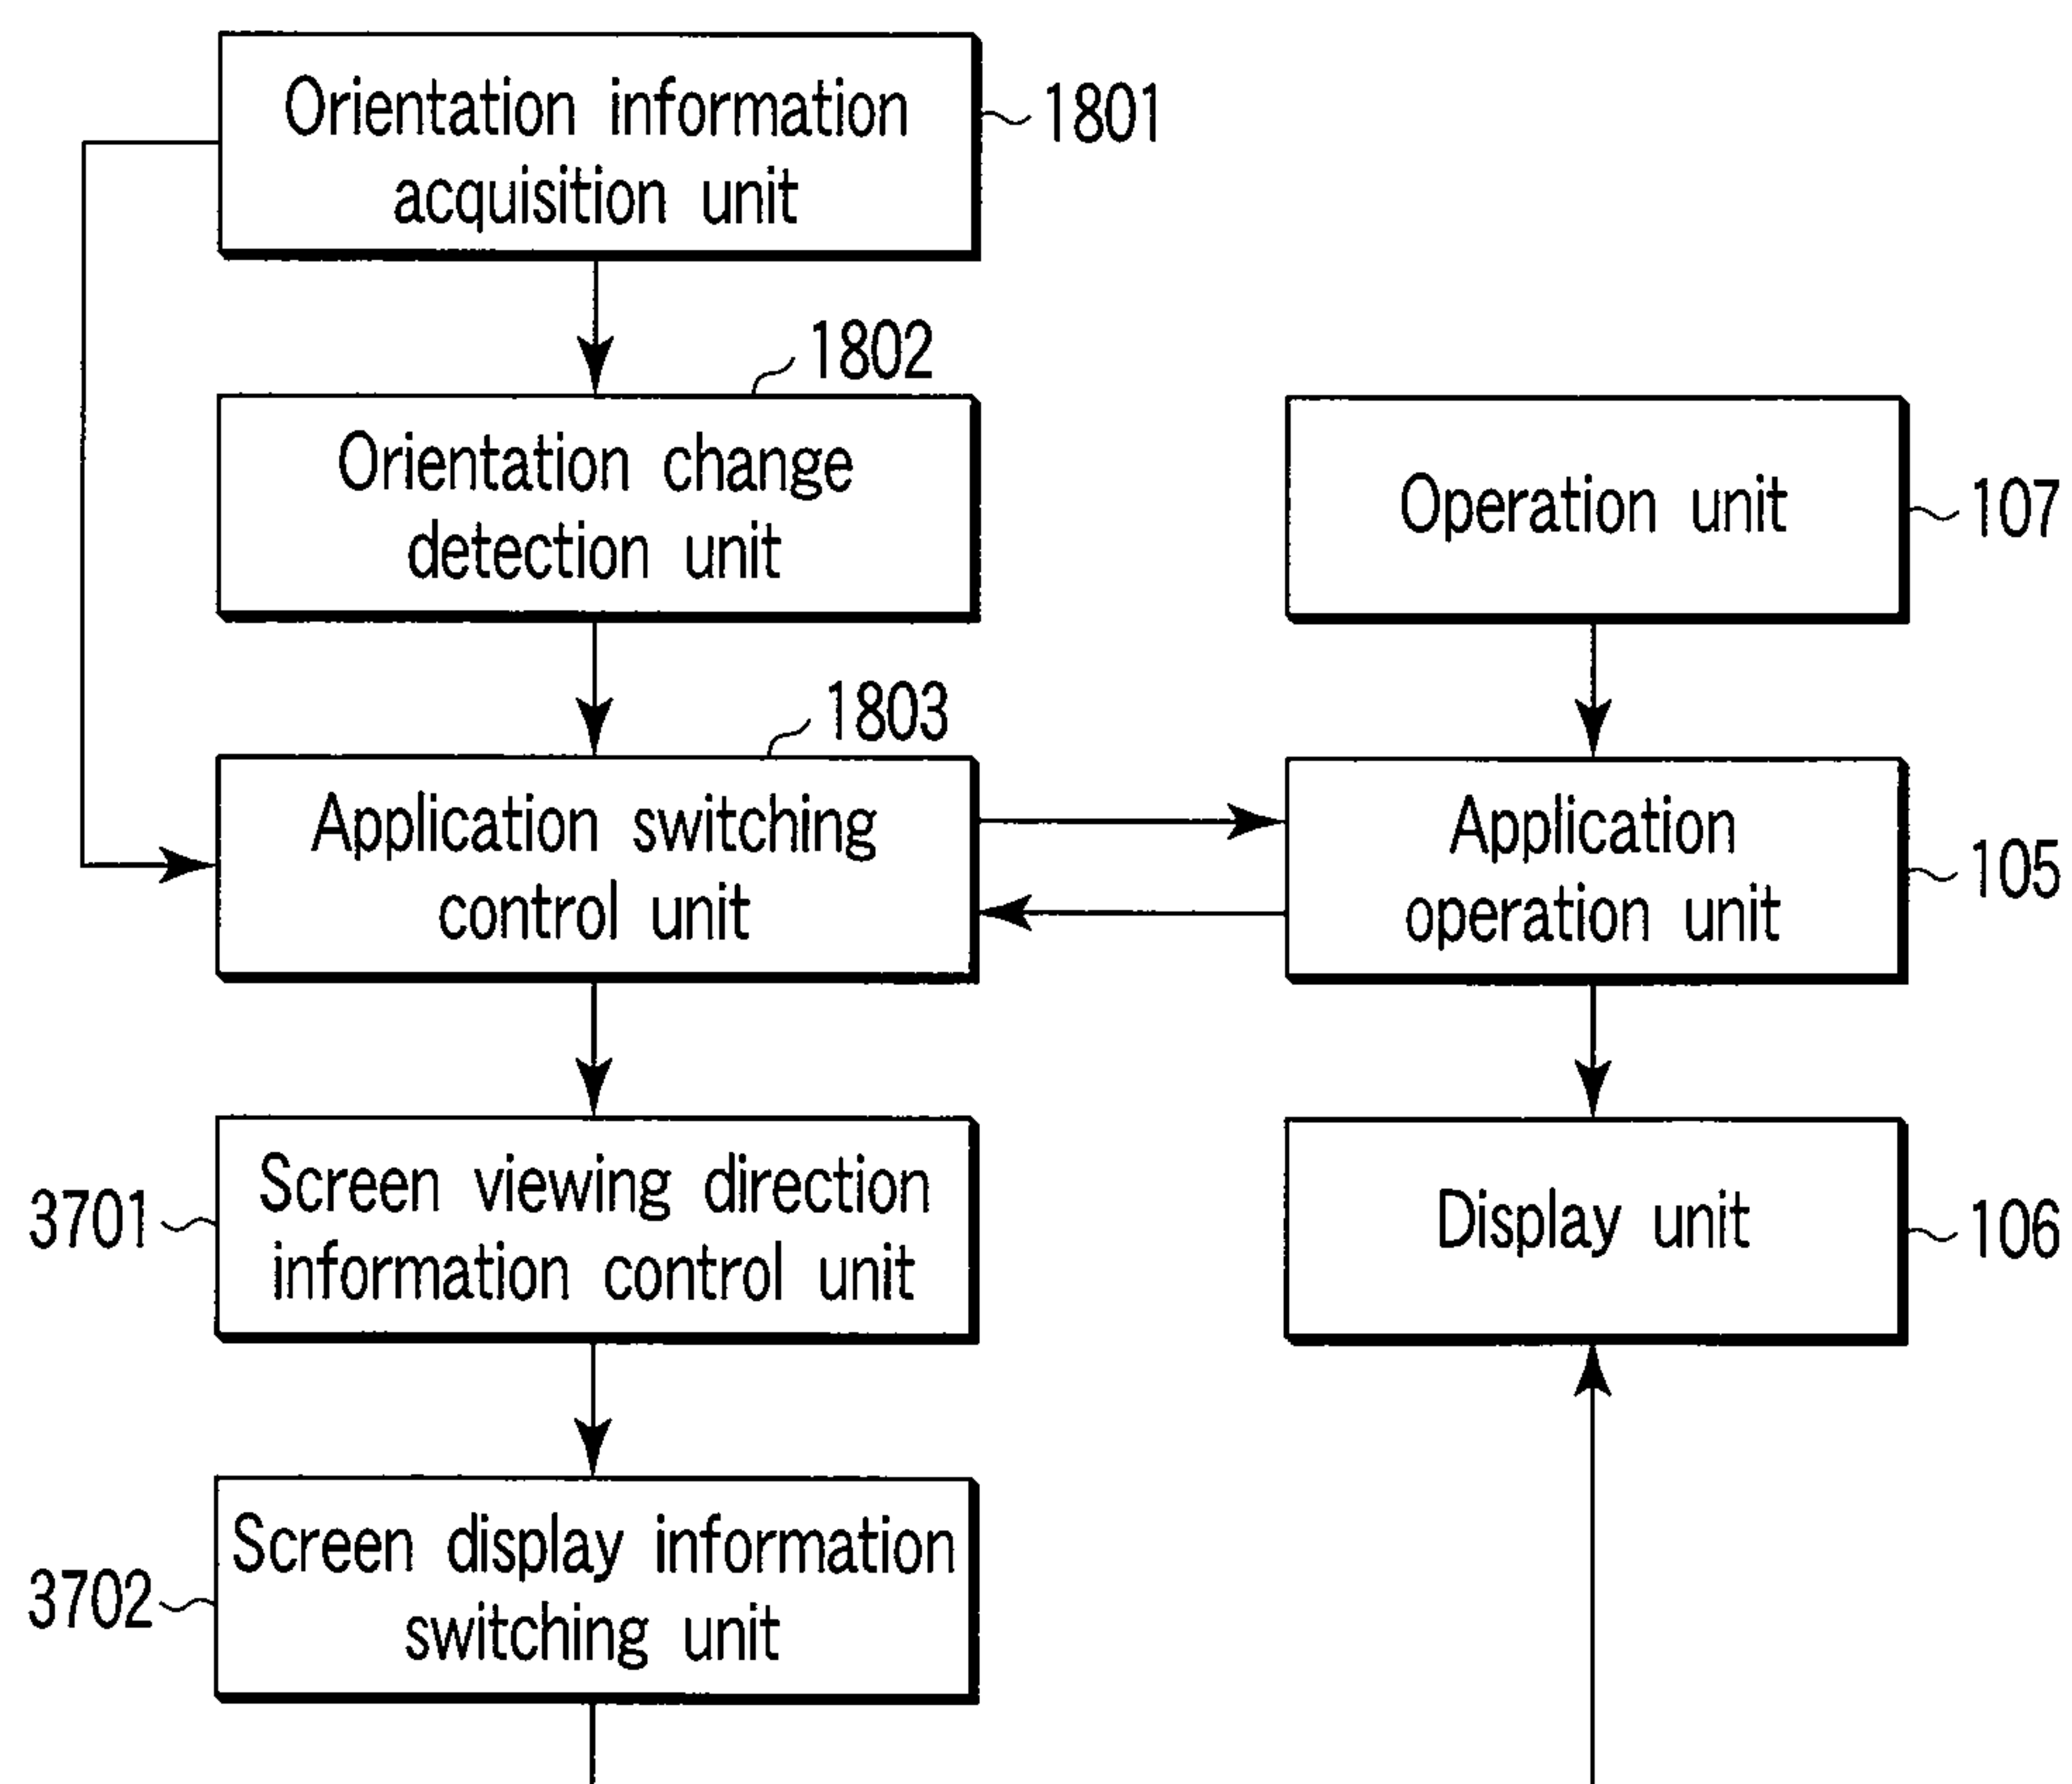 Orientation information
acquisition unit
1801
1802
Orientation change
detection unit
Operation unit
107
1803
Application switching
control unit
Application
operation unit
105
3701
Screen viewing direction
information control unit
Display unit
106
3702
Screen display information
switching unit